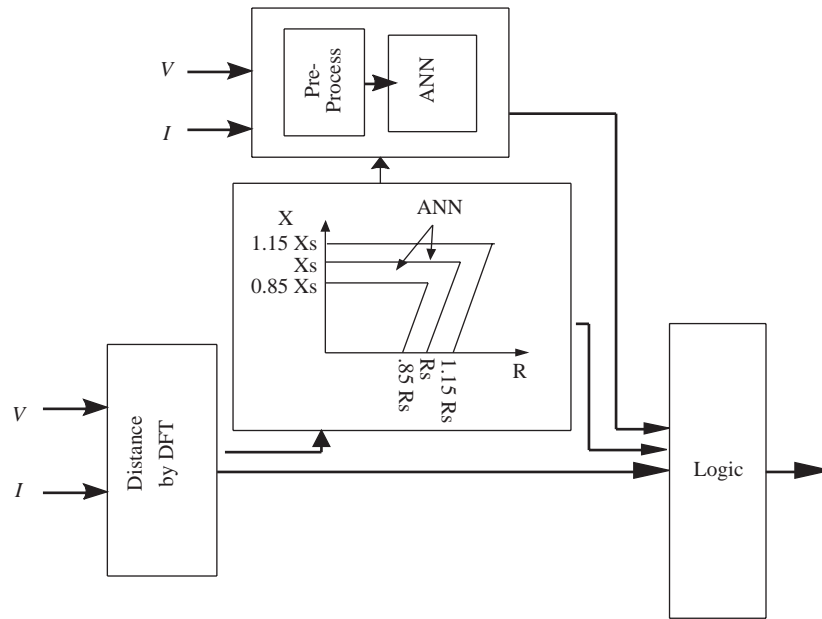 V
I
Pre-
Process
ANN
ANN
X
1.15 Xs
Xs
0.85 Xs
R
.85 Rs
Rs
1.15 Rs
V
I
Distance
by DFT
Logic